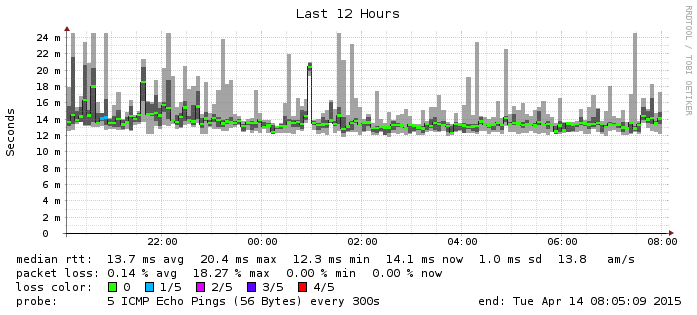 Last 12 Hours
RRDTOOL / TOBI OETIKER
Seconds
24 m
22 m
20 m
18 m
16 m
14 m
12 m
10 m
8 m
6 m
4 m
2 m
0
22:00 00:00 02:00 04:00 06:00 08:00
median rtt: 13.7 ms avg 20.4 ms max 12.3 ms min 14.1 ms now 1.0 ms sd 13.8 am/s
packet loss: 0.14 % avg 18.27 % max 0.00 % min 0.00 % now
loss color: 0 1/5 2/5 3/5 4/5
probe: 5 ICMP Echo Pings (56 Bytes) every 300s end: Tue Apr 14 08:05:09 2015